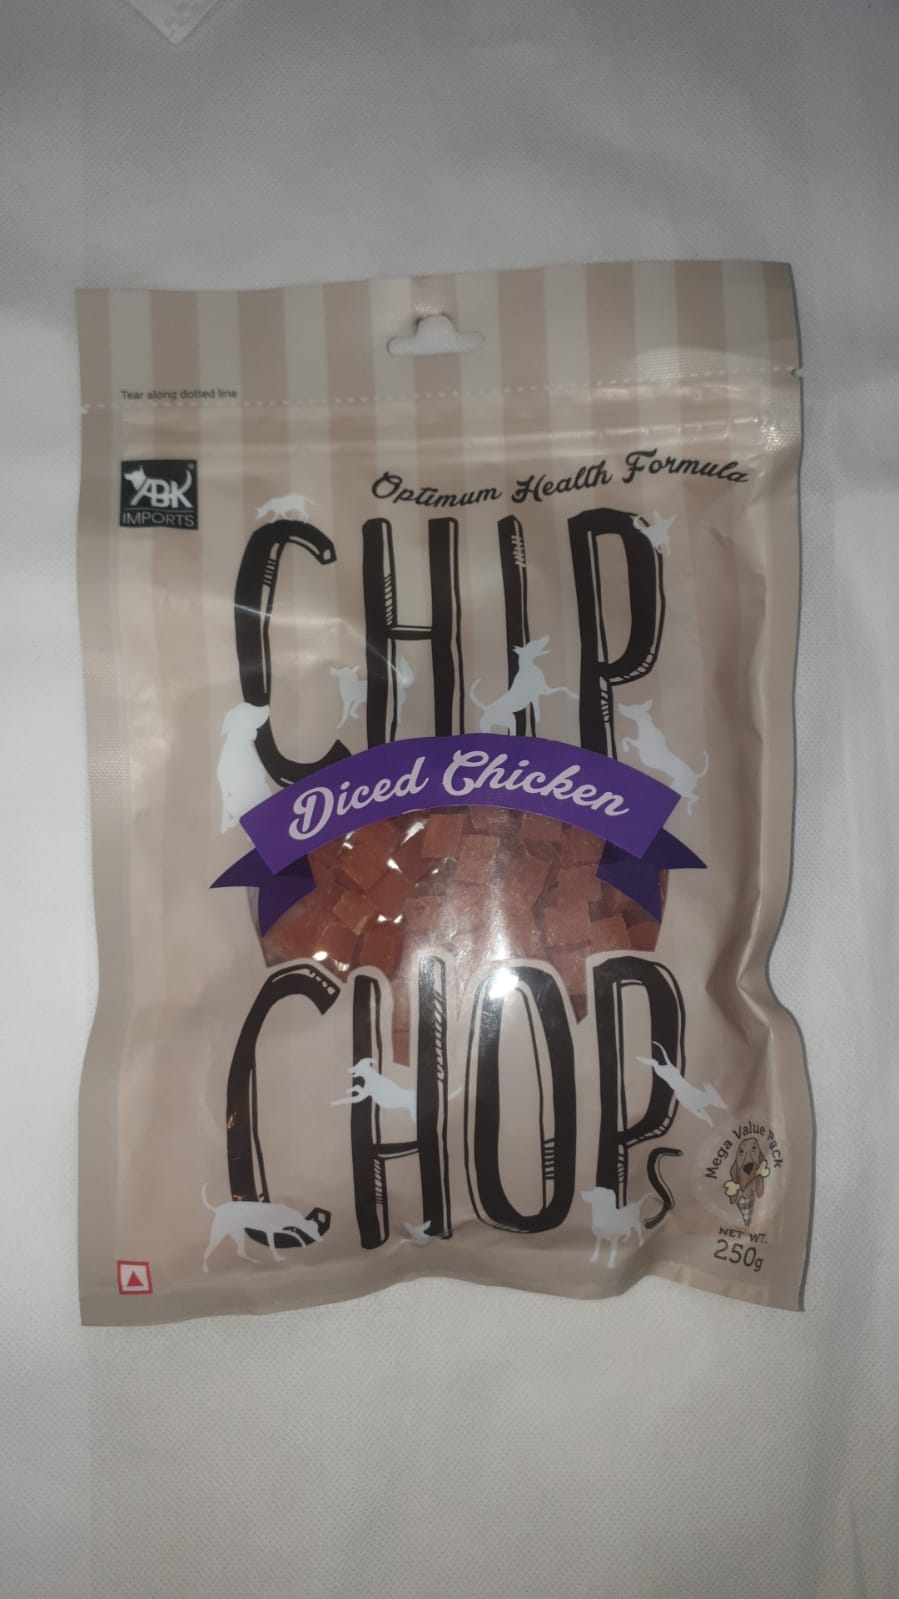 Tear along dotted line
ABK®
IMPORTS
Optimum Health Formula
CHIP
Diced Chicken
CHOPs
Mega Value Pack
NET WT.
250g